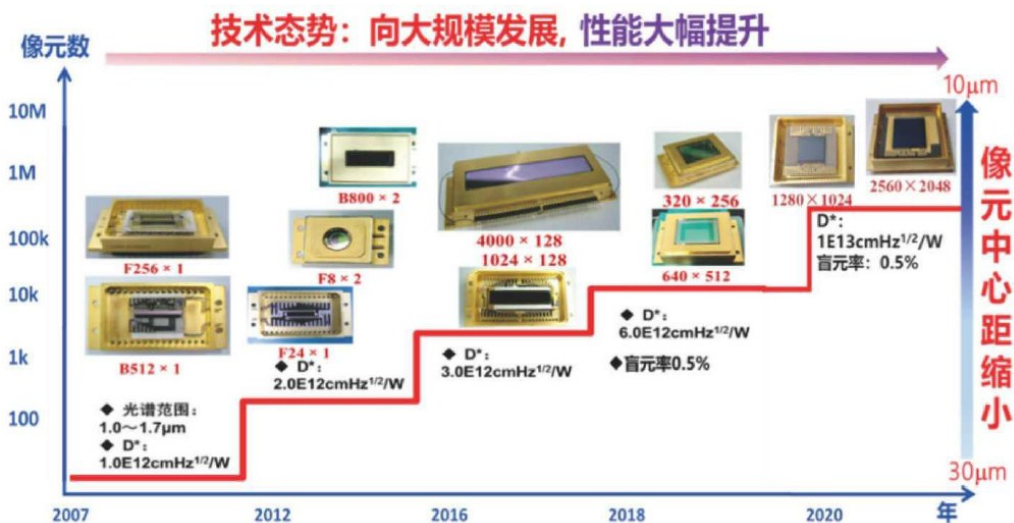 技术态势：向大规模发展, 性能大幅提升
像元数
10M
1M
100k
10k
1k
100
F256 × 1
B512 × 1
◆ 光谱范围：
1.0～1.7μm
◆ D*：
1.0E12cmHz1/2/W
B800 × 2
F8 × 2
F24 × 1
◆ D*：
2.0E12cmHz1/2/W
4000 × 128
1024 × 128
◆ D*：
3.0E12cmHz1/2/W
320 × 256
640 × 512
◆ D*：
6.0E12cmHz1/2/W
◆盲元率0.5%
1280×1024
2560×2048
D*：
1E13cmHz1/2/W
盲元率：0.5%
10μm
像元中心距缩小
30μm
2007
2012
2016
2018
2020
年